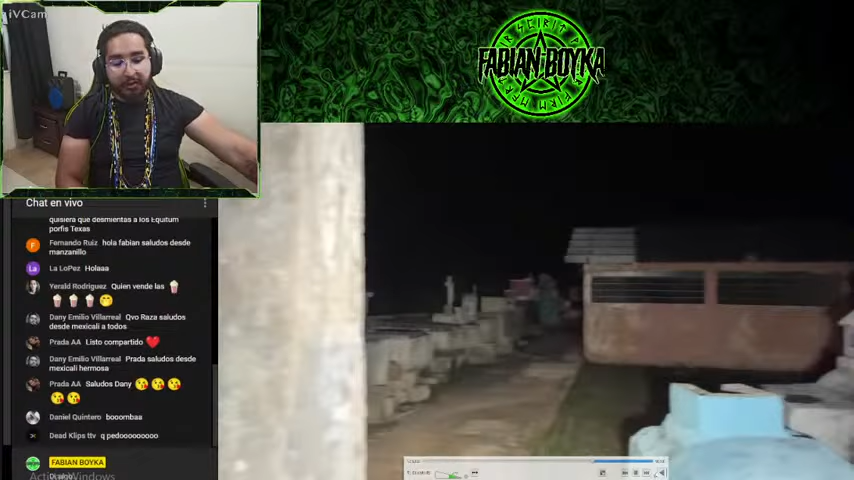 iVCam
FABIAN BOYKA
Chat en vivo
quisiera que desmientas a los Equitum
porfis Texas
Fernando Ruiz hola fabian saludos desde
manzanillo
La LoPez Holaaa
Yerald Rodriguez Quien vende las
Dany Emilio Villarreal Qvo Raza saludos
desde mexicali a todos
Prada AA Listo compartido
Dany Emilio Villarreal Prada saludos desde
mexicali hermosa
Prada AA Saludos Dany
Daniel Quintero booombaa
Dead Klips ttv q pedooooooooo
FABIAN BOYKA